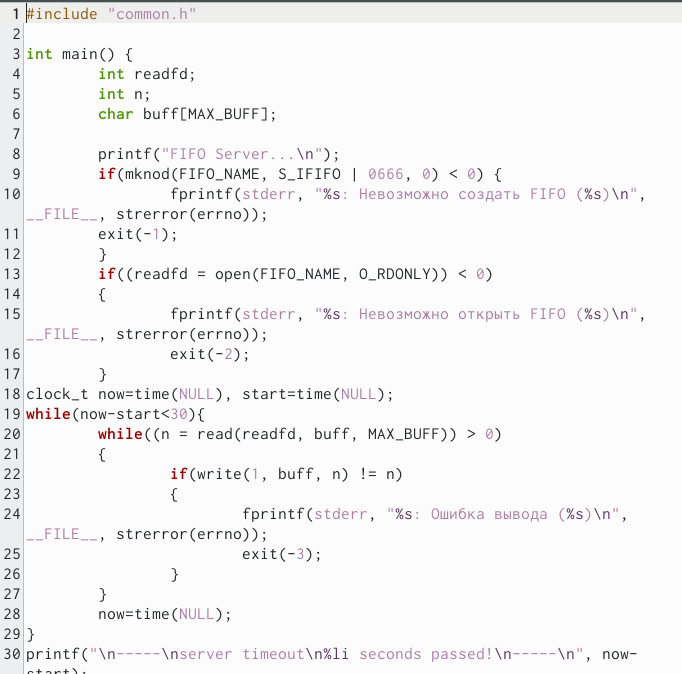 1 #include "common.h"
2
3 int main() {
4 int readfd;
5 int n;
6 char buff[MAX_BUFF];
7
8 printf("FIFO Server...\n");
9 if(mknod(FIFO_NAME, S_IFIFO | 0666, 0) < 0) {
10 fprintf(stderr, "%s: Невозможно создать FIFO (%s)\n",
__FILE__, strerror(errno));
11 exit(-1);
12 }
13 if((readfd = open(FIFO_NAME, O_RDONLY)) < 0)
14 {
15 fprintf(stderr, "%s: Невозможно открыть FIFO (%s)\n",
__FILE__, strerror(errno));
16 exit(-2);
17 }
18 clock_t now=time(NULL), start=time(NULL);
19 while(now-start<30){
20 while((n = read(readfd, buff, MAX_BUFF)) > 0)
21 {
22 if(write(1, buff, n) != n)
23 {
24 fprintf(stderr, "%s: Ошибка вывода (%s)\n",
__FILE__, strerror(errno));
25 exit(-3);
26 }
27 }
28 now=time(NULL);
29 }
30 printf("\n-----\nserver timeout\n%li seconds passed!\n-----\n", now-
start);